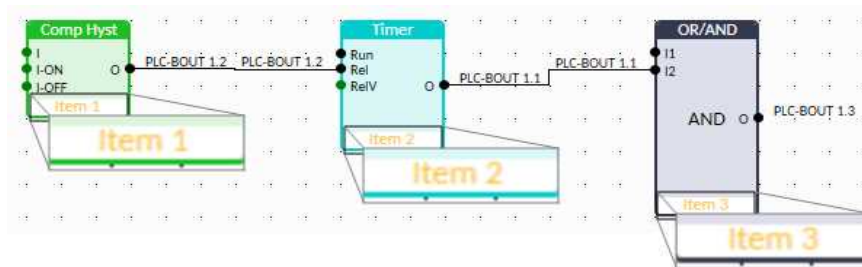 Comp Hyst
I
I-ON
I-OFF
O
Item 1
Item 1
PLC-BOUT 1.2
PLC-BOUT 1.2
Timer
Run
Rel
RelV
O
Item 2
Item 2
PLC-BOUT 1.1
PLC-BOUT 1.1
OR/AND
I1
I2
AND
O
PLC-BOUT 1.3
Item 3
Item 3